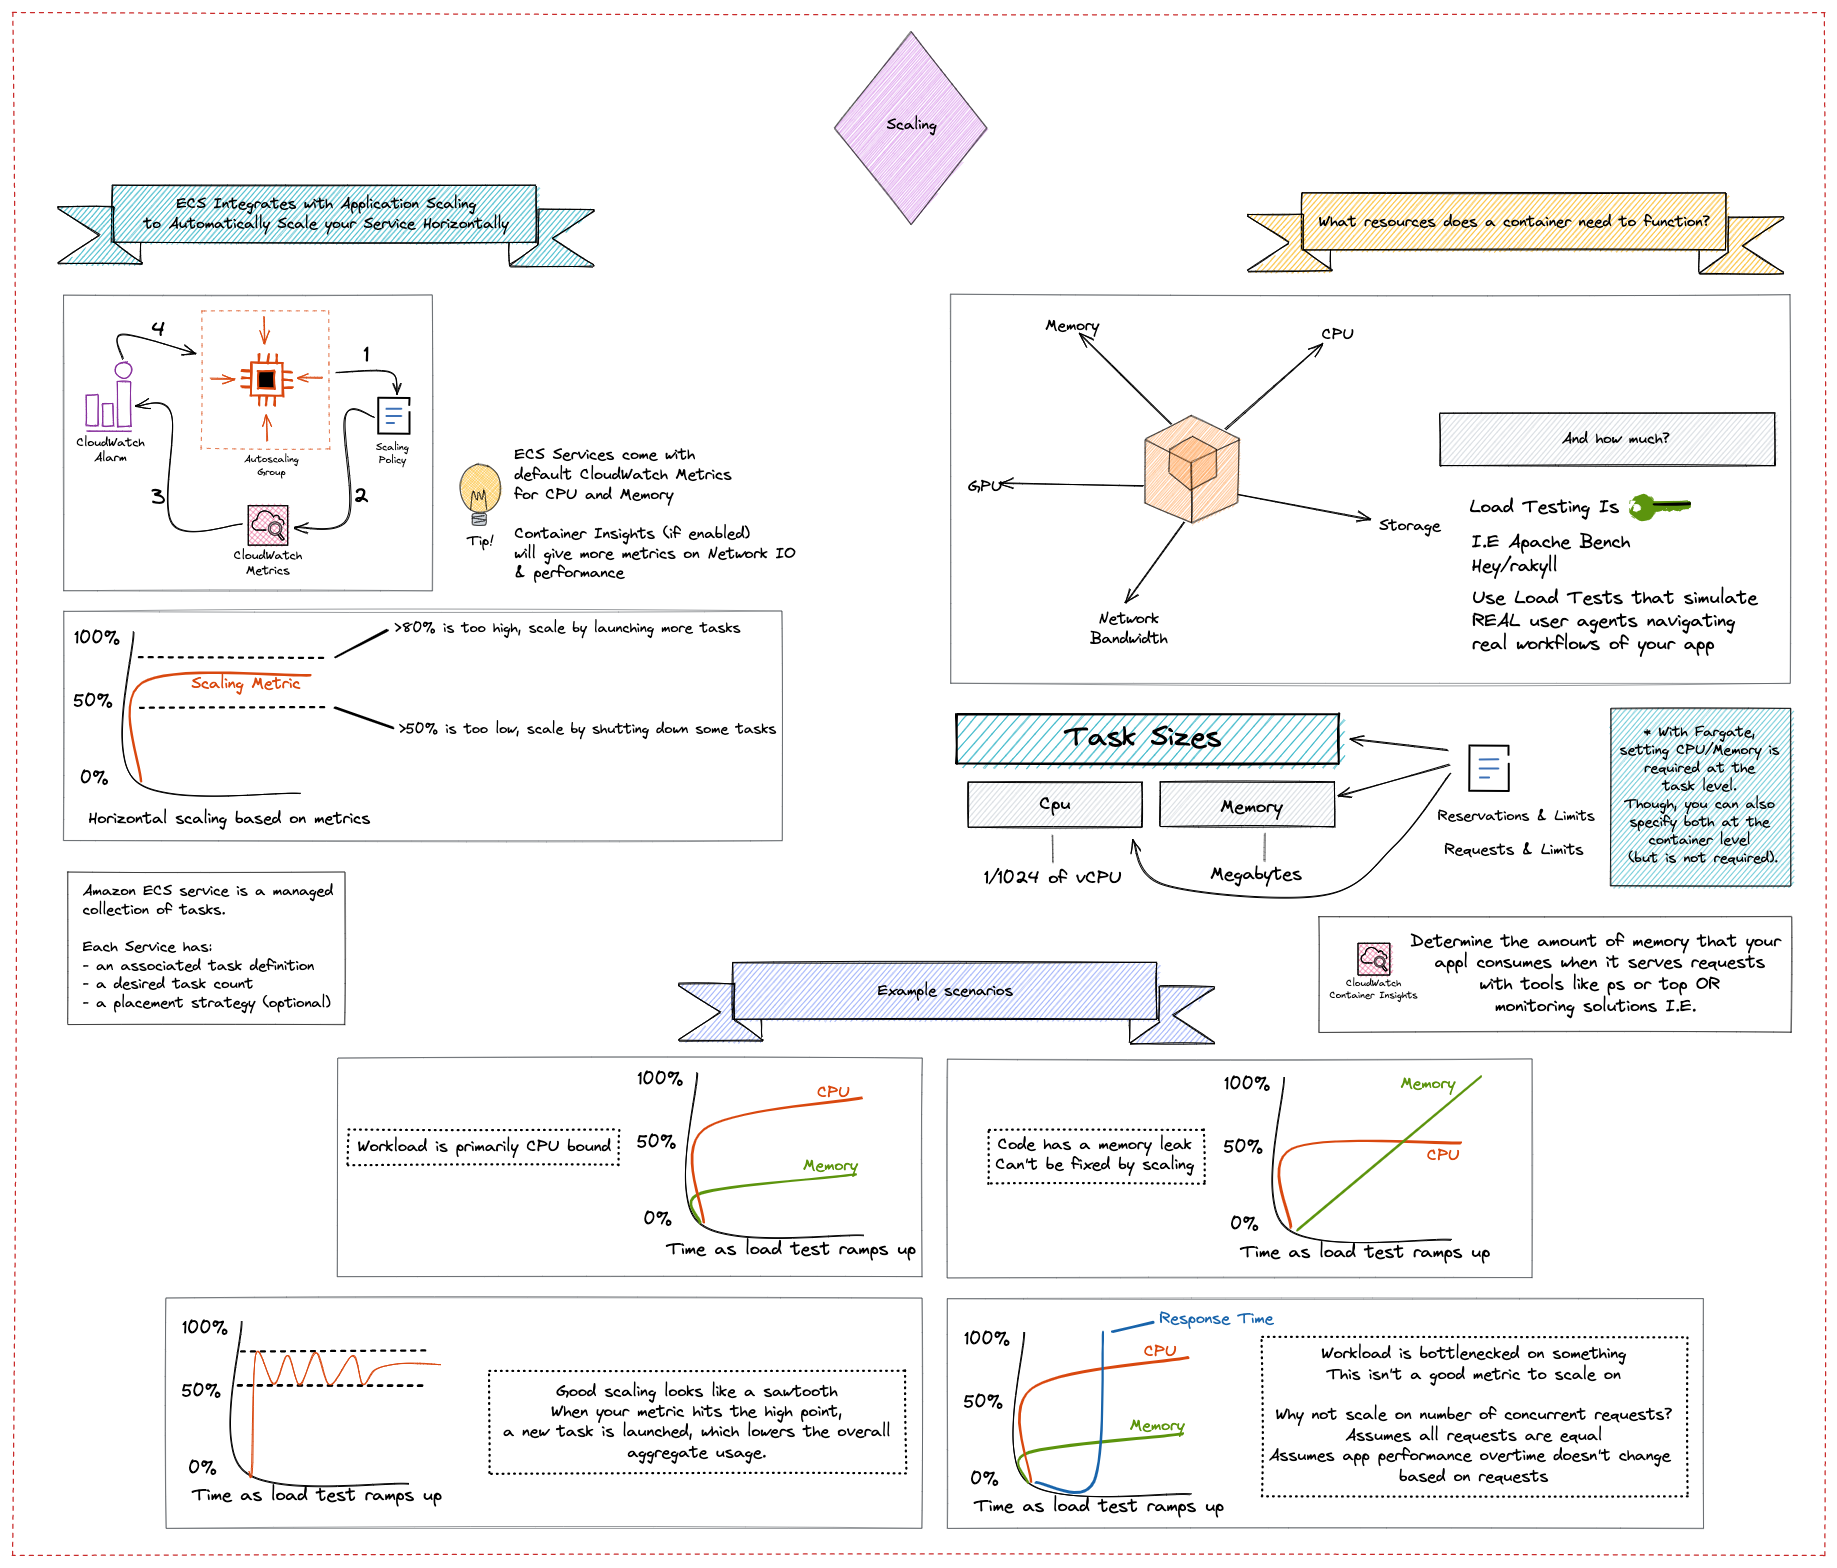 Scaling
ECS Integrates with Application Scaling
to Automatically Scale your Service Horizontally
What resources does a container need to function?
4
1
CloudWatch
Alarm
Autoscaling
Group
Scaling
Policy
3
2
CloudWatch
Metrics
Tip!
ECS Services come with
default CloudWatch Metrics
for CPU and Memory
Container Insights (if enabled)
will give more metrics on Network IO
& performance
Memory
CPU
GPU
Storage
Network
Bandwidth
And how much?
Load Testing Is
I.E Apache Bench
Hey/rakyll
Use Load Tests that simulate
REAL user agents navigating
real workflows of your app
100%
50%
0%
>80% is too high, scale by launching more tasks
Scaling Metric
>50% is too low, scale by shutting down some tasks
Horizontal scaling based on metrics
Task Sizes
Cpu
Memory
1/1024 of vCPU
Megabytes
Reservations & Limits
Requests & Limits
* With Fargate,
setting CPU/Memory is
required at the
task level.
Though, you can also
specify both at the
container level
(but is not required).
Amazon ECS service is a managed
collection of tasks.
Each Service has:
- an associated task definition
- a desired task count
- a placement strategy (optional)
CloudWatch
Container Insights
Determine the amount of memory that your
appl consumes when it serves requests
with tools like ps or top OR
monitoring solutions I.E.
Example scenarios
Workload is primarily CPU bound
100%
50%
0%
CPU
Memory
Time as load test ramps up
Code has a memory leak
Can't be fixed by scaling
100%
50%
0%
Memory
CPU
Time as load test ramps up
100%
50%
0%
Time as load test ramps up
Good scaling looks like a sawtooth
When your metric hits the high point,
a new task is launched, which lowers the overall
aggregate usage.
100%
50%
0%
Response Time
CPU
Memory
Time as load test ramps up
Workload is bottlenecked on something
This isn't a good metric to scale on
Why not scale on number of concurrent requests?
Assumes all requests are equal
Assumes app performance overtime doesn't change
based on requests